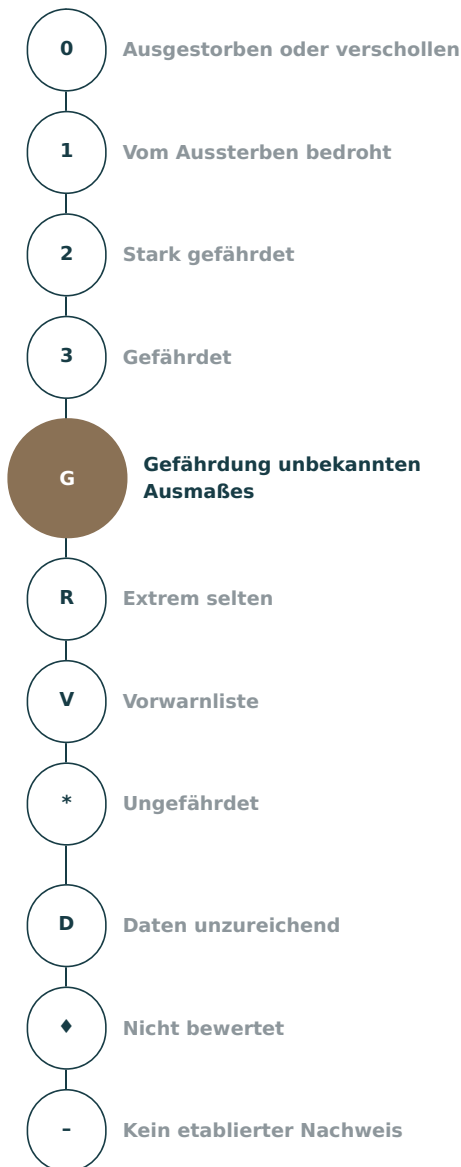 0 Ausgestorben oder verschollen
1 Vom Aussterben bedroht
2 Stark gefährdet
3 Gefährdet
G Gefährdung unbekannten
Ausmaßes
R Extrem selten
V Vorwarnliste
* Ungefährdet
D Daten unzureichend
♦ Nicht bewertet
– Kein etablierter Nachweis